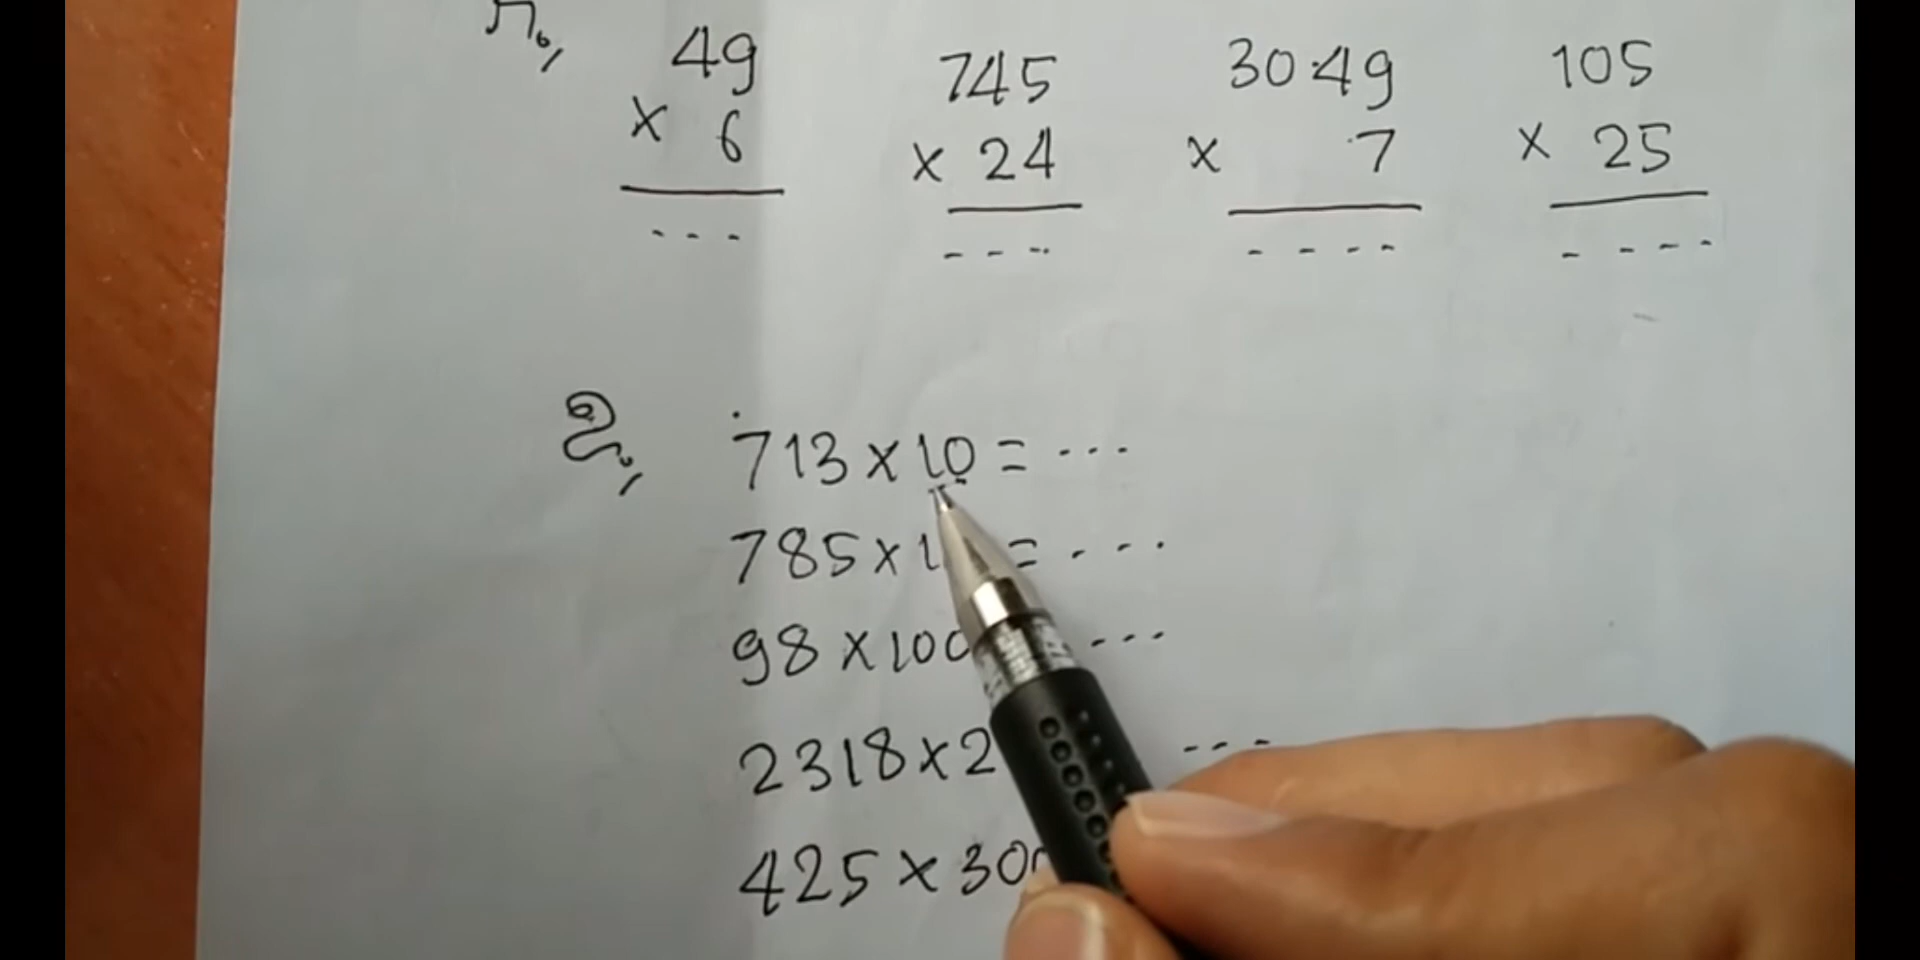 ក,
49 745 3049 105
× 6 × 24 × 7 × 25
--- --- ---- ----
ខ, 713 × 10 = ...
785 × 1 = ...
98 × 100 ...
2318 × 2 ...
425 × 30